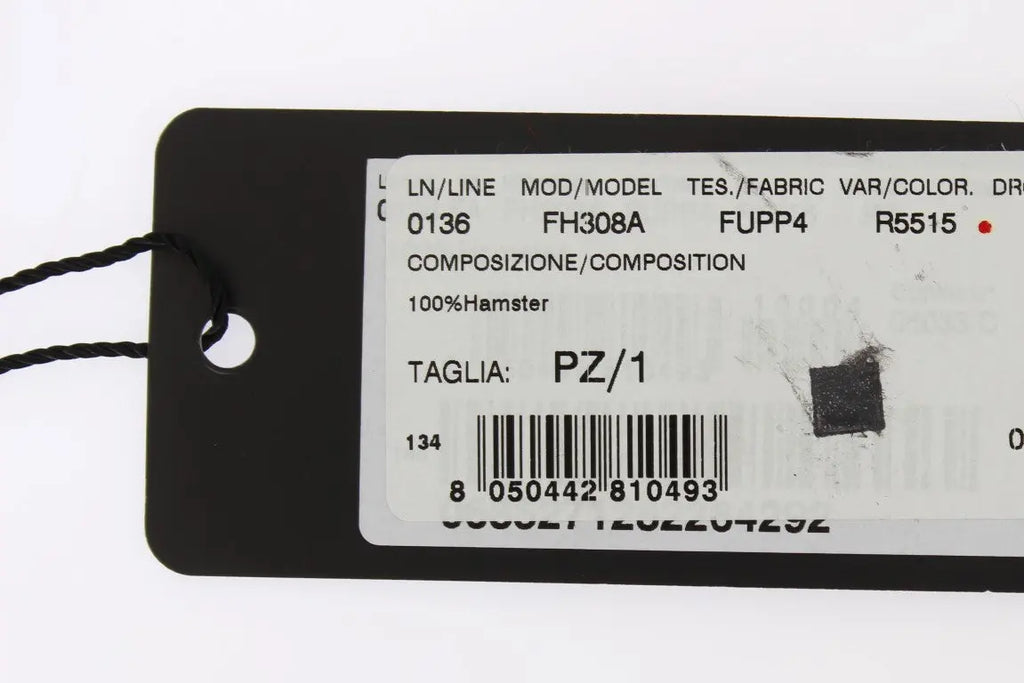 LN/LINE MOD/MODEL TES./FABRIC VAR/COLOR.
0136 FH308A FUPP4 R5515
COMPOSIZIONE/COMPOSITION
100%Hamster
TAGLIA: PZ/1
134
8 050442 810493